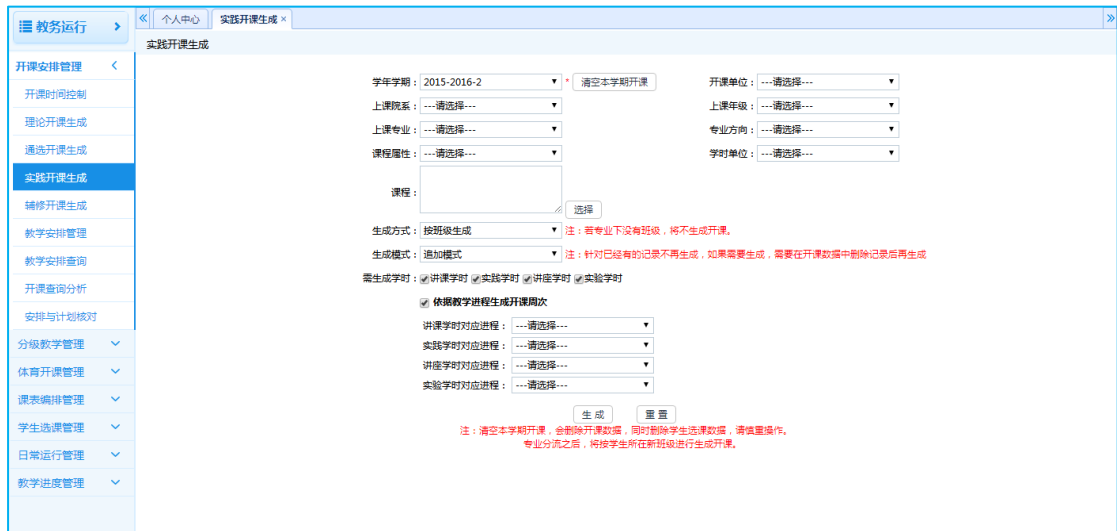 教务运行
个人中心 实践开课生成 ×
实践开课生成
开课安排管理
开课时间控制
理论开课生成
通选开课生成
实践开课生成
辅修开课生成
教学安排管理
教学安排查询
开课查询分析
安排与计划核对
分级教学管理
体育开课管理
课表编排管理
学生选课管理
日常运行管理
教学进度管理
学年学期： 2015-2016-2 * 清空本学期开课 开课单位： ---请选择---
上课院系： ---请选择--- 上课年级： ---请选择---
上课专业： ---请选择--- 专业方向： ---请选择---
课程属性： ---请选择--- 学时单位： ---请选择---
课程： 选择
生成方式： 按班级生成 注：若专业下没有班级，将不生成开课。
生成模式： 追加模式 注：针对已经有的记录不再生成，如果需要生成，需要在开课数据中删除记录后再生成
需生成学时： 讲课学时 实践学时 讲座学时 实验学时
依据教学进程生成开课周次
讲课学时对应进程： ---请选择---
实践学时对应进程： ---请选择---
讲座学时对应进程： ---请选择---
实验学时对应进程： ---请选择---
生 成 重 置
注：清空本学期开课，会删除开课数据，同时删除学生选课数据，请慎重操作。
专业分流之后，将按学生所在新班级进行生成开课。